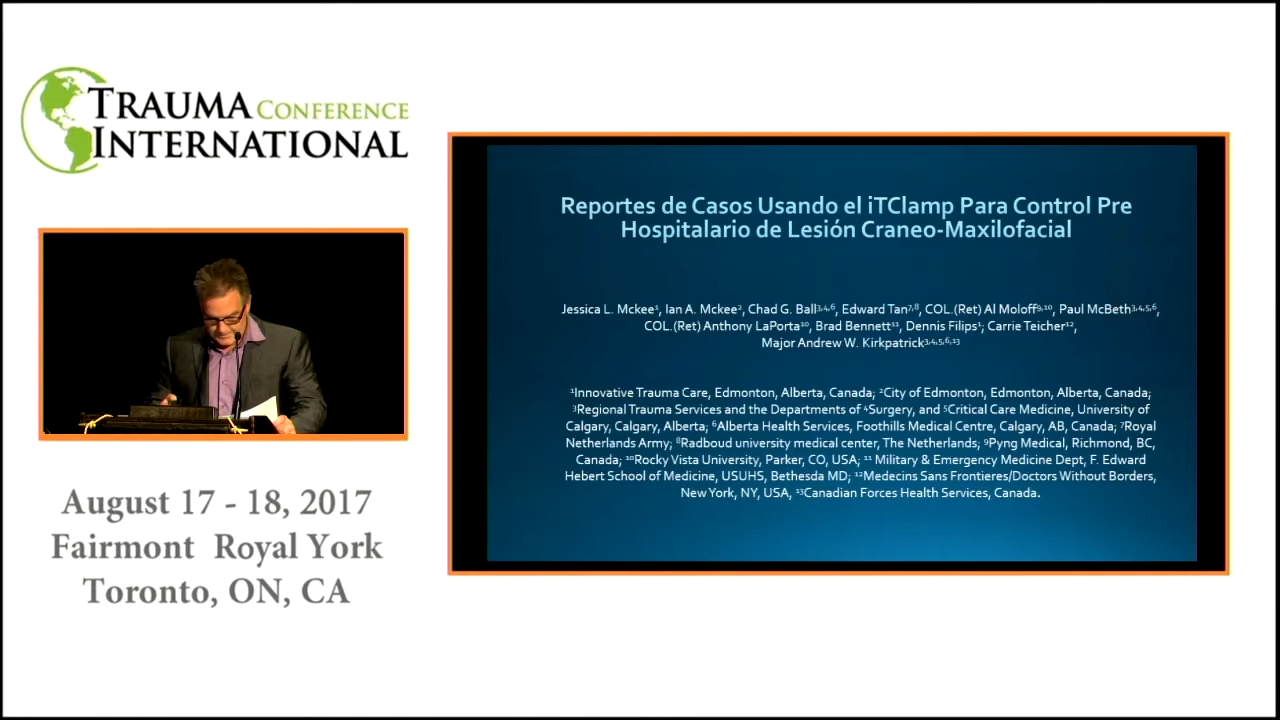 TRAUMA CONFERENCE
INTERNATIONAL
August 17 - 18, 2017
Fairmont Royal York
Toronto, ON, CA
Reportes de Casos Usando el iTClamp Para Control Pre
Hospitalario de Lesión Craneo-Maxilofacial
Jessica L. Mckee¹, Ian A. Mckee², Chad G. Ball³,⁴,⁶, Edward Tan⁷,⁸, COL.(Ret) Al Moloff⁹,¹⁰, Paul McBeth³,⁴,⁵,⁶,
COL.(Ret) Anthony LaPorta¹⁰, Brad Bennett¹¹, Dennis Filips¹; Carrie Teicher¹²,
Major Andrew W. Kirkpatrick³,⁴,⁵,⁶,¹³
¹Innovative Trauma Care, Edmonton, Alberta, Canada; ²City of Edmonton, Edmonton, Alberta, Canada;
³Regional Trauma Services and the Departments of ⁴Surgery, and ⁵Critical Care Medicine, University of
Calgary, Calgary, Alberta; ⁶Alberta Health Services, Foothills Medical Centre, Calgary, AB, Canada; ⁷Royal
Netherlands Army; ⁸Radboud university medical center, The Netherlands; ⁹Pyng Medical, Richmond, BC,
Canada; ¹⁰Rocky Vista University, Parker, CO, USA; ¹¹ Military & Emergency Medicine Dept, F. Edward
Hebert School of Medicine, USUHS, Bethesda MD; ¹²Medecins Sans Frontieres/Doctors Without Borders,
New York, NY, USA, ¹³Canadian Forces Health Services, Canada.